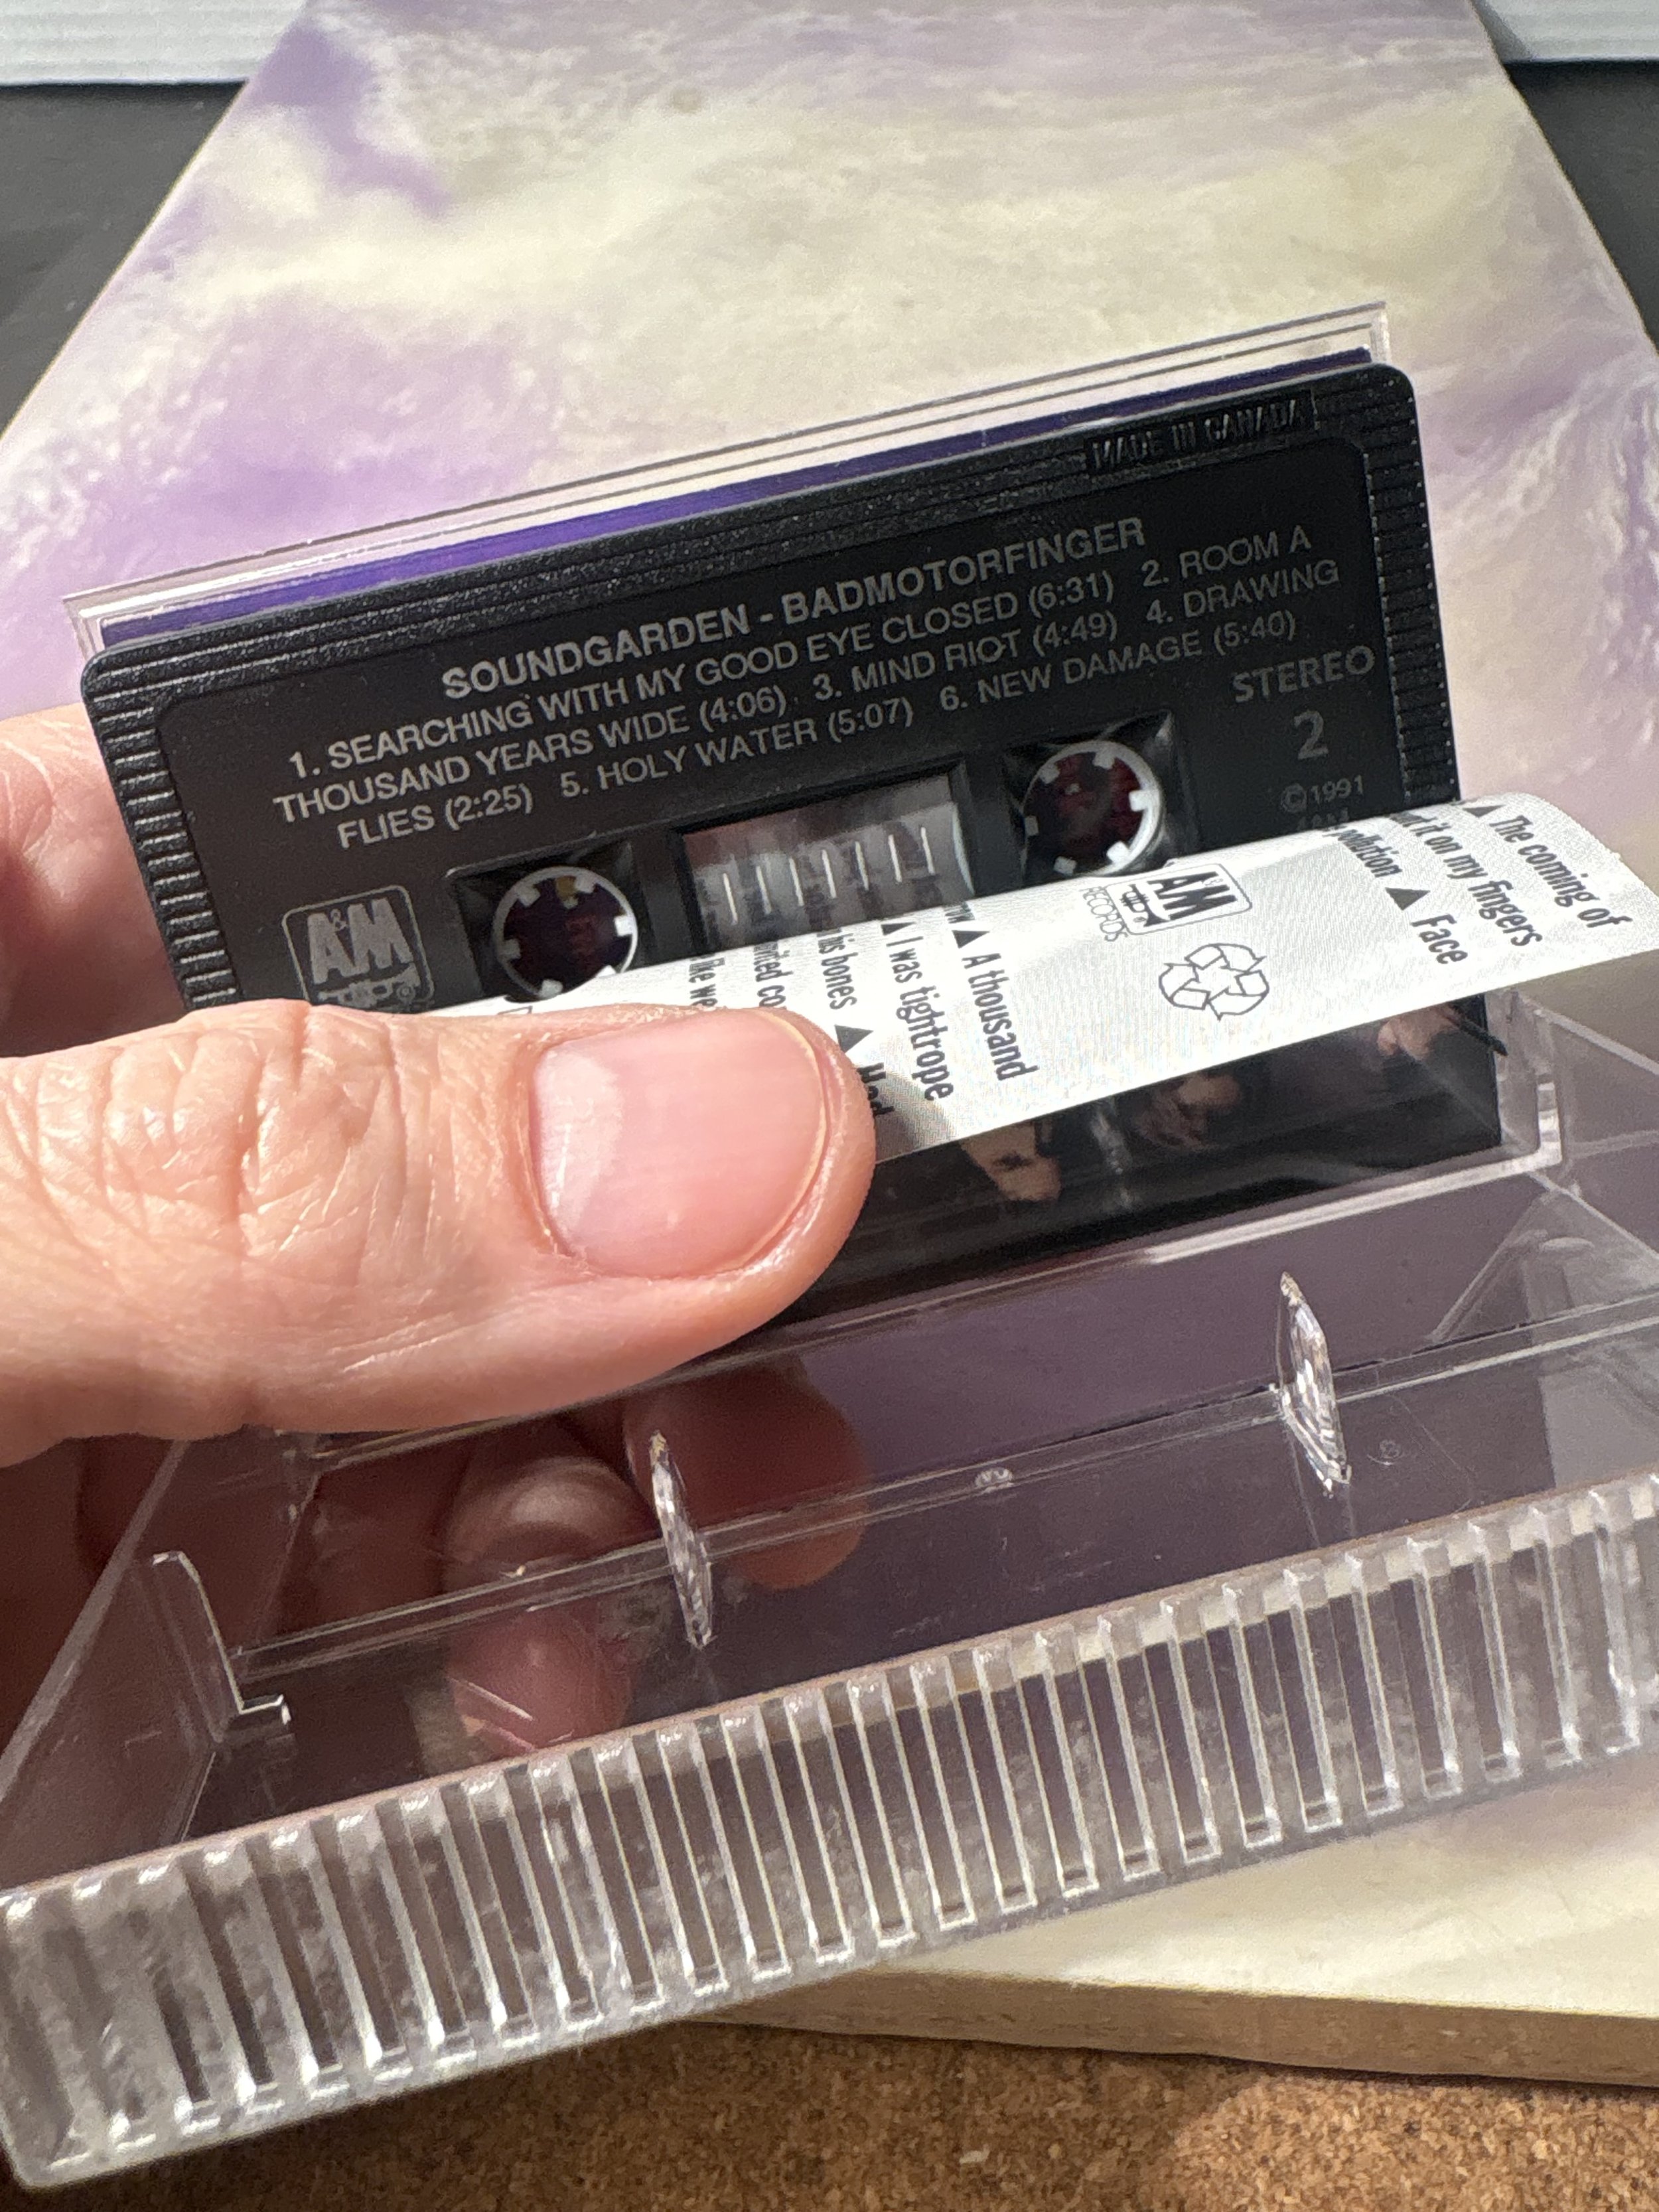 MADE IN CANADA
SOUNDGARDEN - BADMOTORFINGER
1. SEARCHING WITH MY GOOD EYE CLOSED (6:31) 2. ROOM A
THOUSAND YEARS WIDE (4:06) 3. MIND RIOT (4:49) 4. DRAWING
FLIES (2:25) 5. HOLY WATER (5:07) 6. NEW DAMAGE (5:40)
STEREO
2
©1991
A&M
A&M
RECORDS
▲ The coming of
it on my fingers
▲ Face
▲ A thousand
▲ I was tightrope
his bones ▲